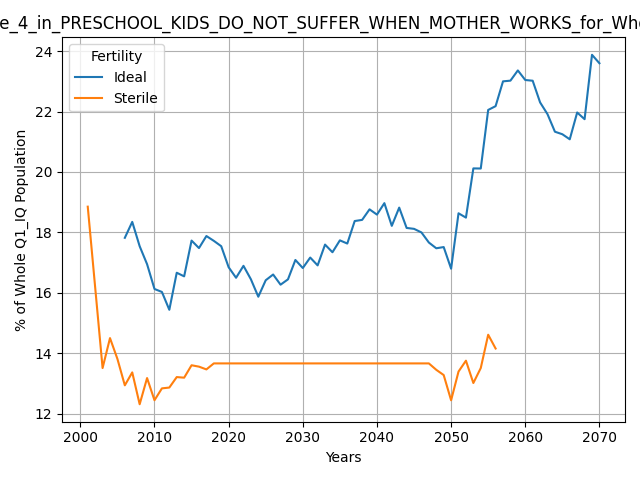 e_4_in_PRESCHOOL_KIDS_DO_NOT_SUFFER_WHEN_MOTHER_WORKS_for_Who
Fertility
Ideal
Sterile
% of Whole Q1_IQ Population
24
22
20
18
16
14
12
2000 2010 2020 2030 2040 2050 2060 2070
Years